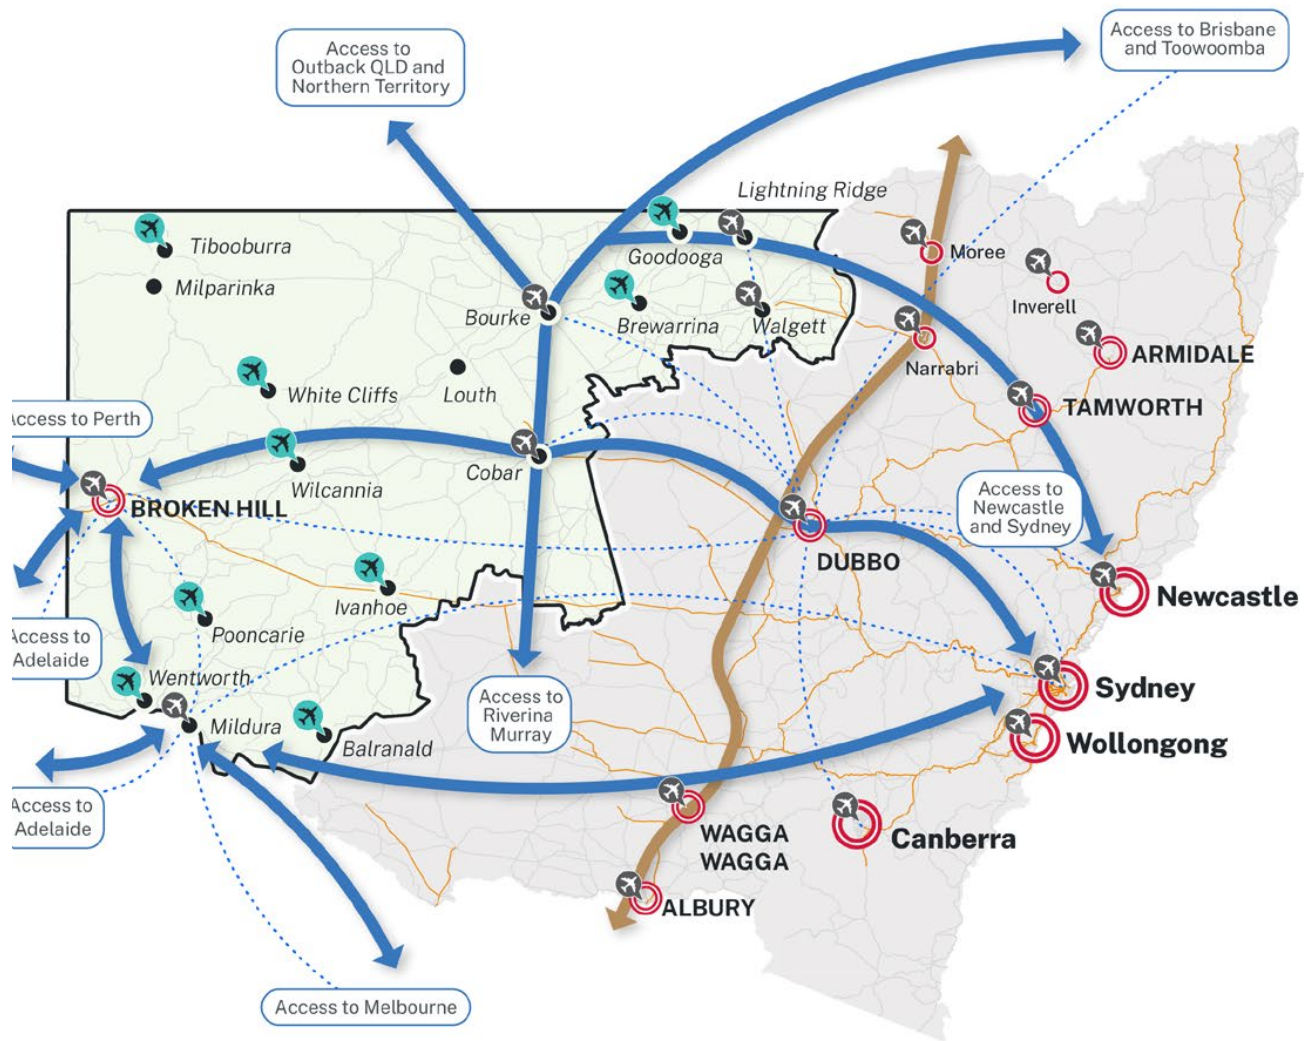 Access to
Outback QLD and
Northern Territory
Access to Brisbane
and Toowoomba
Lightning Ridge
Tibooburra
Goodooga
Moree
Milparinka
Bourke
Brewarrina
Walgett
Inverell
ARMIDALE
Narrabri
White Cliffs
Louth
TAMWORTH
Access to Perth
Cobar
Wilcannia
BROKEN HILL
Access to
Newcastle
and Sydney
DUBBO
Ivanhoe
Newcastle
Pooncarie
Access to
Adelaide
Wentworth
Mildura
Balranald
Access to
Riverina
Murray
Sydney
Wollongong
Access to
Adelaide
WAGGA
WAGGA
Canberra
ALBURY
Access to Melbourne